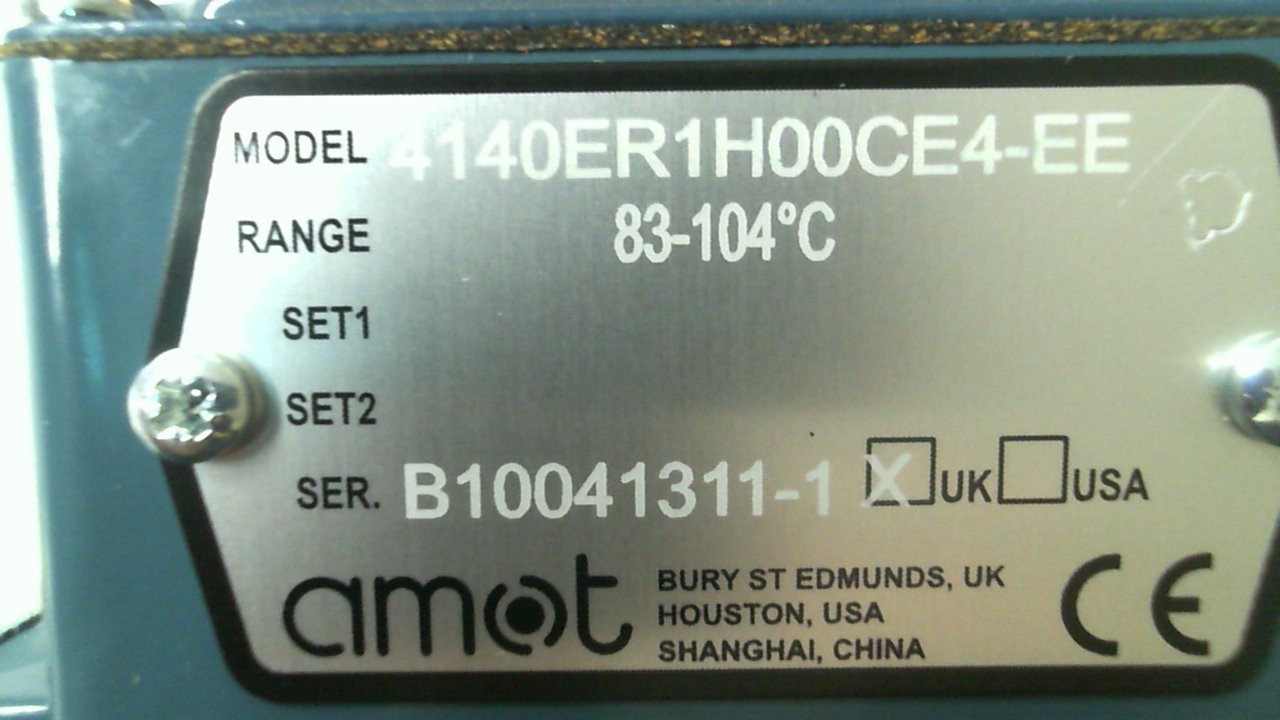 MODEL 4140ER1H00CE4-EE
RANGE 83-104°C
SET1
SET2
SER. B10041311-1 X UK USA
amot
BURY ST EDMUNDS, UK
HOUSTON, USA
SHANGHAI, CHINA
CE